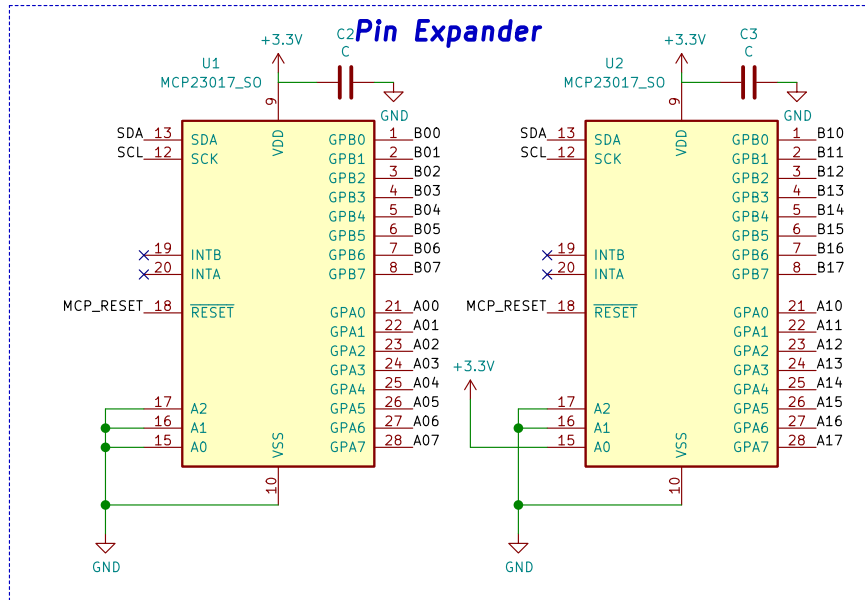 Pin Expander
+3.3V
C2
C
GND
U1
MCP23017_SO
9
VDD
SDA 13 SDA
SCL 12 SCK
19 INTB
20 INTA
MCP_RESET 18 RESET
17 A2
16 A1
15 A0
VSS
10
GND
GPB0 1 B00
GPB1 2 B01
GPB2 3 B02
GPB3 4 B03
GPB4 5 B04
GPB5 6 B05
GPB6 7 B06
GPB7 8 B07
GPA0 21 A00
GPA1 22 A01
GPA2 23 A02
GPA3 24 A03
GPA4 25 A04
GPA5 26 A05
GPA6 27 A06
GPA7 28 A07
+3.3V
C3
C
GND
U2
MCP23017_SO
9
VDD
SDA 13 SDA
SCL 12 SCK
19 INTB
20 INTA
MCP_RESET 18 RESET
+3.3V
17 A2
16 A1
15 A0
VSS
10
GND
GPB0 1 B10
GPB1 2 B11
GPB2 3 B12
GPB3 4 B13
GPB4 5 B14
GPB5 6 B15
GPB6 7 B16
GPB7 8 B17
GPA0 21 A10
GPA1 22 A11
GPA2 23 A12
GPA3 24 A13
GPA4 25 A14
GPA5 26 A15
GPA6 27 A16
GPA7 28 A17